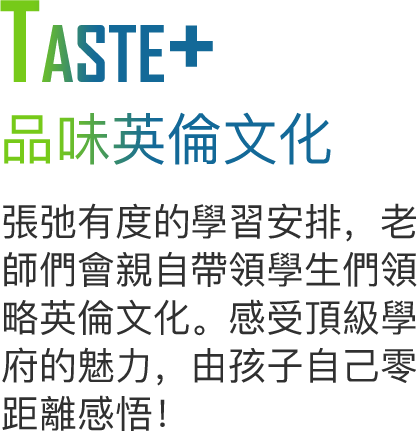 TASTE+
品味英倫文化
張弛有度的學習安排，老
師們會親自帶領學生們領
略英倫文化。感受頂級學
府的魅力，由孩子自己零
距離感悟！